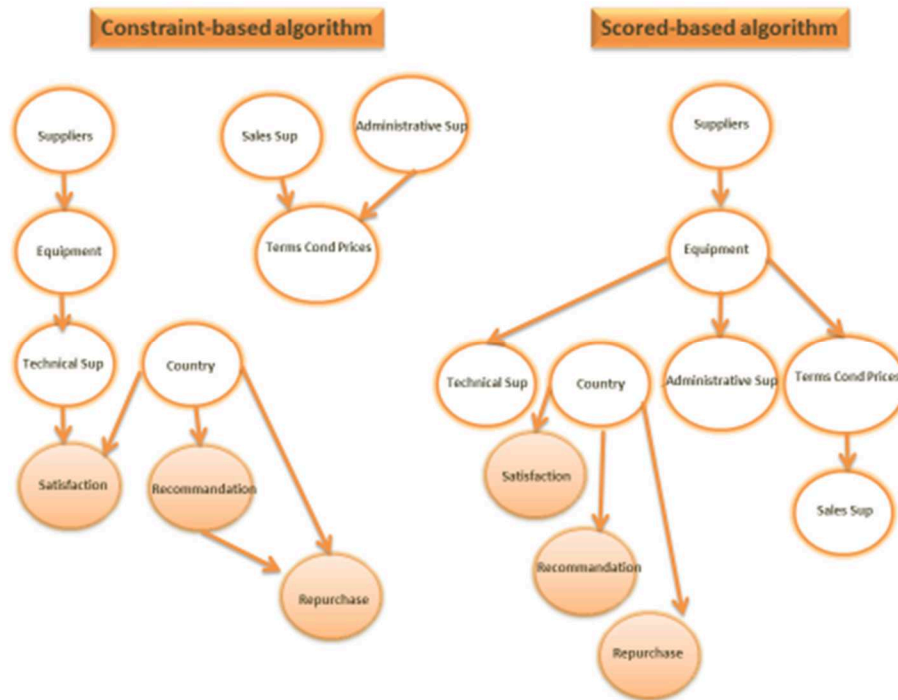 Constraint-based algorithm
Suppliers
Sales Sup
Administrative Sup
Equipment
Terms Cond Prices
Technical Sup
Country
Satisfaction
Recommandation
Repurchase
Scored-based algorithm
Suppliers
Equipment
Technical Sup
Country
Administrative Sup
Terms Cond Prices
Satisfaction
Sales Sup
Recommandation
Repurchase